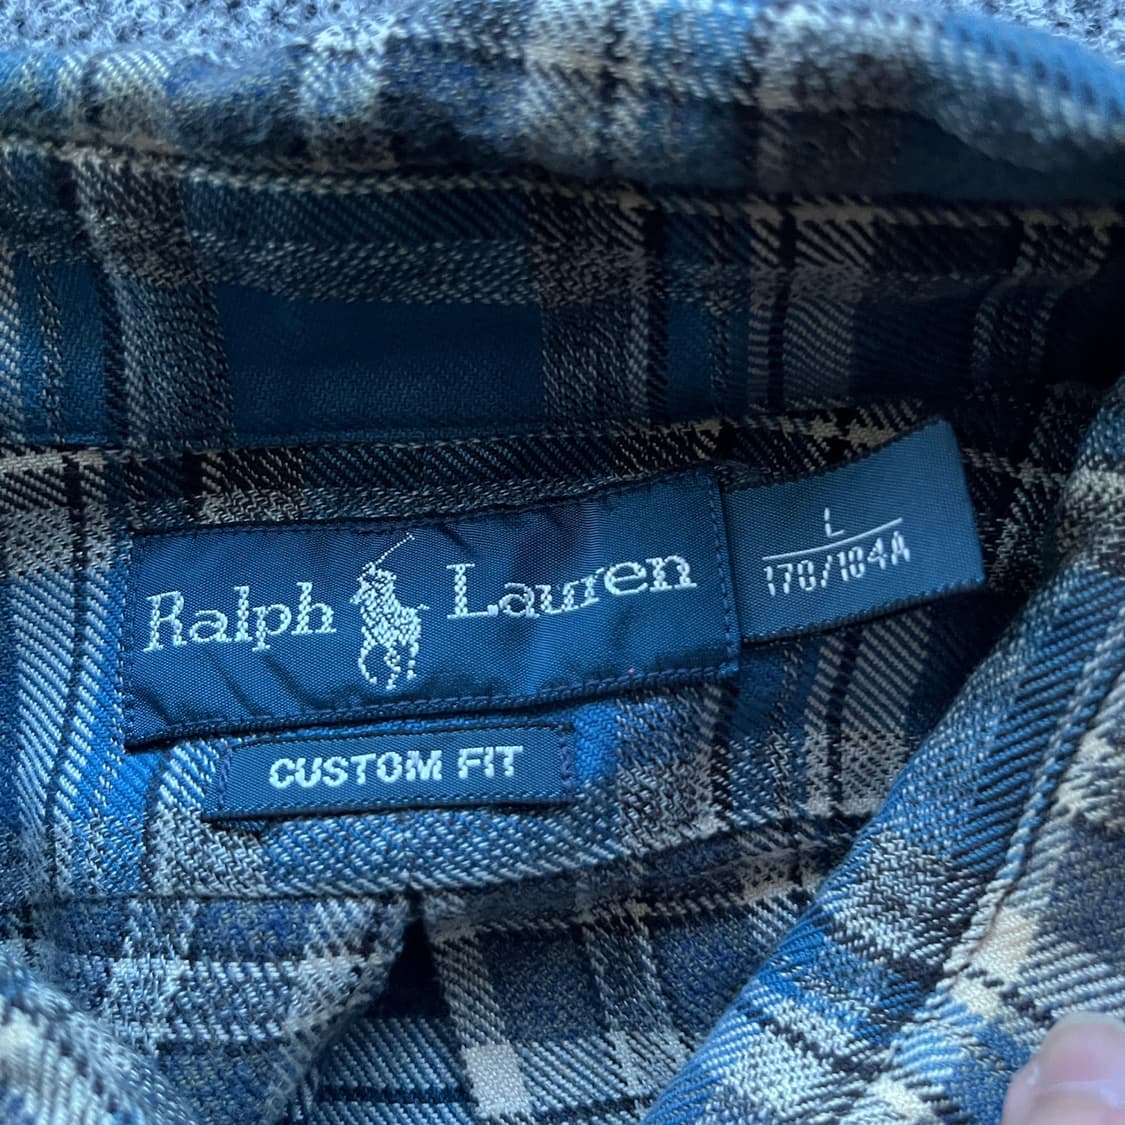 Ralph Lauren
L
170/104A
CUSTOM FIT